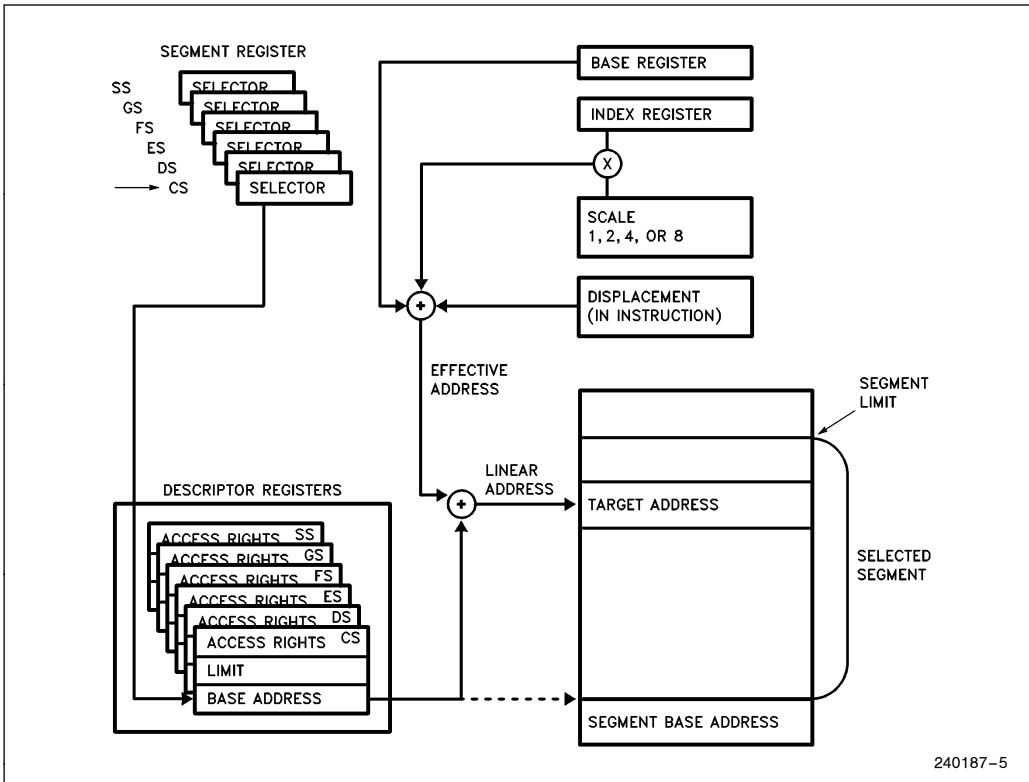 SEGMENT REGISTER
SS
SELECTOR
GS
SELECTOR
FS
SELECTOR
ES
SELECTOR
DS
SELECTOR
CS
SELECTOR
BASE REGISTER
INDEX REGISTER
X
SCALE
1, 2, 4, OR 8
+
DISPLACEMENT
(IN INSTRUCTION)
EFFECTIVE
ADDRESS
SEGMENT
LIMIT
LINEAR
ADDRESS
+
TARGET ADDRESS
SELECTED
SEGMENT
DESCRIPTOR REGISTERS
ACCESS RIGHTS SS
ACCESS RIGHTS GS
ACCESS RIGHTS FS
ACCESS RIGHTS ES
ACCESS RIGHTS DS
ACCESS RIGHTS CS
LIMIT
BASE ADDRESS
SEGMENT BASE ADDRESS
240187–5